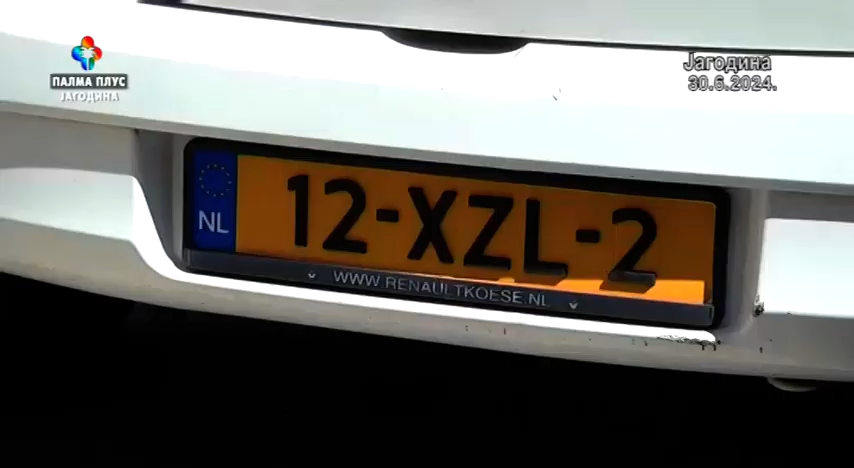 ПАЛМА ПЛУС
ЈАГОДИНА
Јагодина
30.6.2024.
NL
12-XZL-2
WWW.RENAULTKOESE.NL